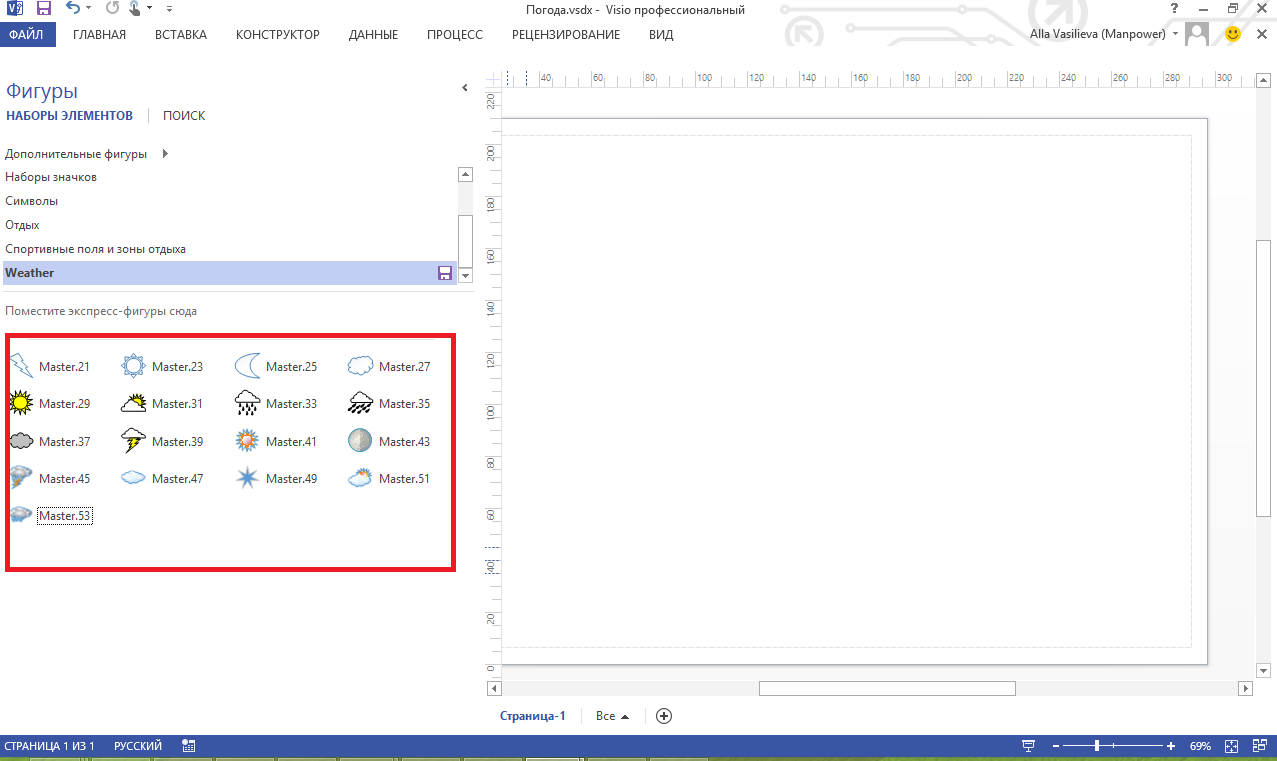 Погода.vsdx - Visio профессиональный
ФАЙЛ ГЛАВНАЯ ВСТАВКА КОНСТРУКТОР ДАННЫЕ ПРОЦЕСС РЕЦЕНЗИРОВАНИЕ ВИД Alla Vasilieva (Manpower)
Фигуры
НАБОРЫ ЭЛЕМЕНТОВ ПОИСК
Дополнительные фигуры
Наборы значков
Символы
Отдых
Спортивные поля и зоны отдыха
Weather
Поместите экспресс-фигуры сюда
Master.21 Master.23 Master.25 Master.27
Master.29 Master.31 Master.33 Master.35
Master.37 Master.39 Master.41 Master.43
Master.45 Master.47 Master.49 Master.51
Master.53
40 60 80 100 120 140 160 180 200 220 240 260 280 300
220
200
180
160
140
120
100
80
60
40
20
0
Страница-1 Все
СТРАНИЦА 1 ИЗ 1 РУССКИЙ 69%